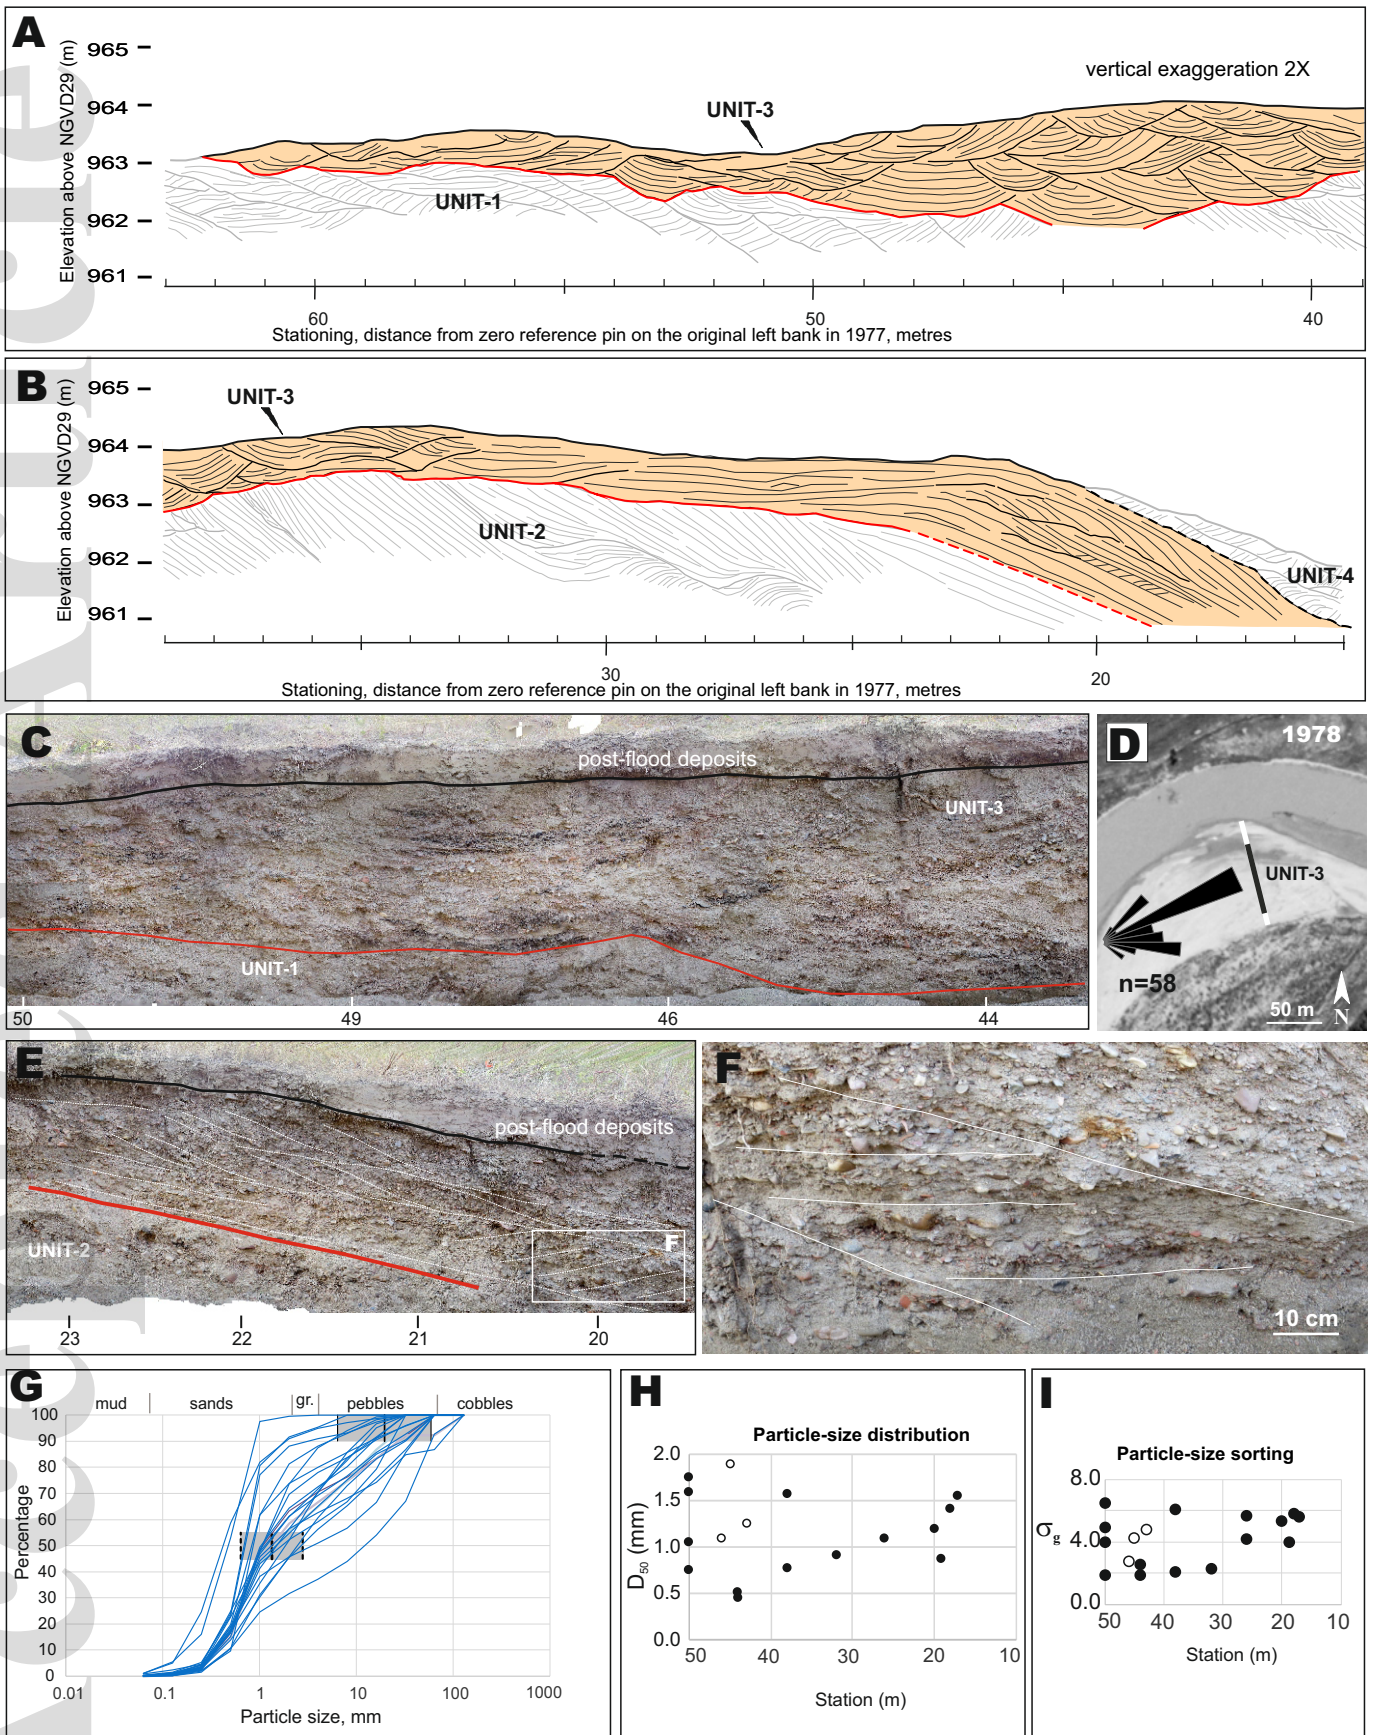 A
Elevation above NGVD29 (m)
965
964
963
962
961
vertical exaggeration 2X
UNIT-3
UNIT-1
60
50
40
Stationing, distance from zero reference pin on the original left bank in 1977, metres
B
Elevation above NGVD29 (m)
965
964
963
962
961
UNIT-3
UNIT-2
UNIT-4
30
20
Stationing, distance from zero reference pin on the original left bank in 1977, metres
C
post-flood deposits
UNIT-3
UNIT-1
50
49
46
44
D
1978
UNIT-3
n=58
50 m
N
E
post-flood deposits
UNIT-2
F
23
22
21
20
F
10 cm
G
mud
sands
gr.
pebbles
cobbles
Percentage
100
90
80
70
60
50
40
30
20
10
0
0.01
0.1
1
10
100
1000
Particle size, mm
H
Particle-size distribution
D50 (mm)
2.0
1.5
1.0
0.5
0.0
50
40
30
20
10
Station (m)
I
Particle-size sorting
σg
8.0
4.0
0.0
50
40
30
20
10
Station (m)
Accepted Article